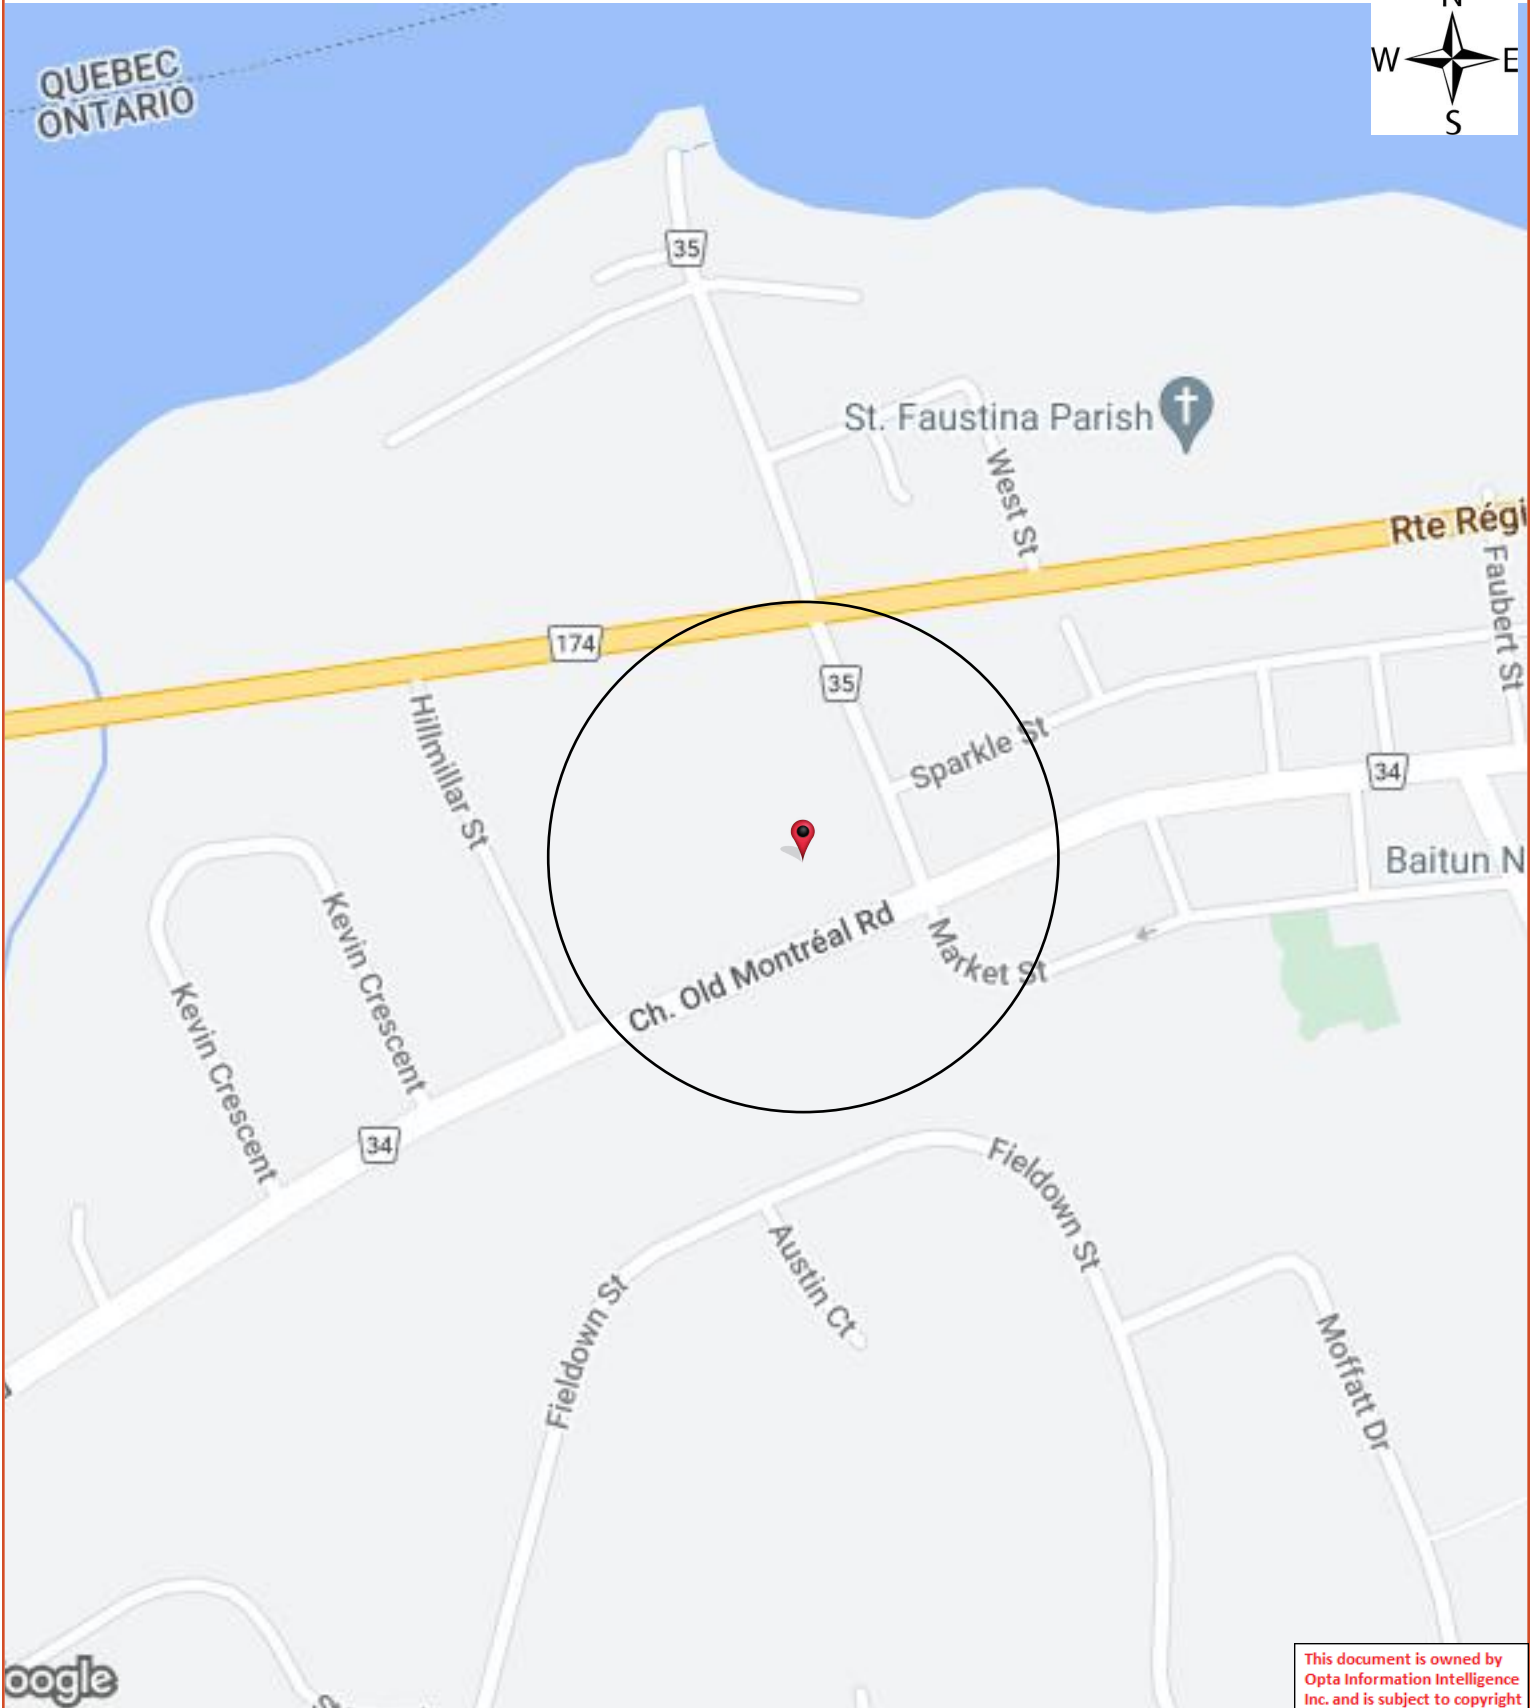 N
W E
S
QUEBEC
ONTARIO
35
St. Faustina Parish
West St
Rte Régi
Faubert St
174
35
Hillmillar St
Sparkle St
34
Baitun N
Kevin Crescent
Ch. Old Montréal Rd
Market St
Kevin Crescent
34
Fieldown St
Austin Ct
Fieldown St
Moffatt Dr
oogle
This document is owned by
Opta Information Intelligence
Inc. and is subject to copyright